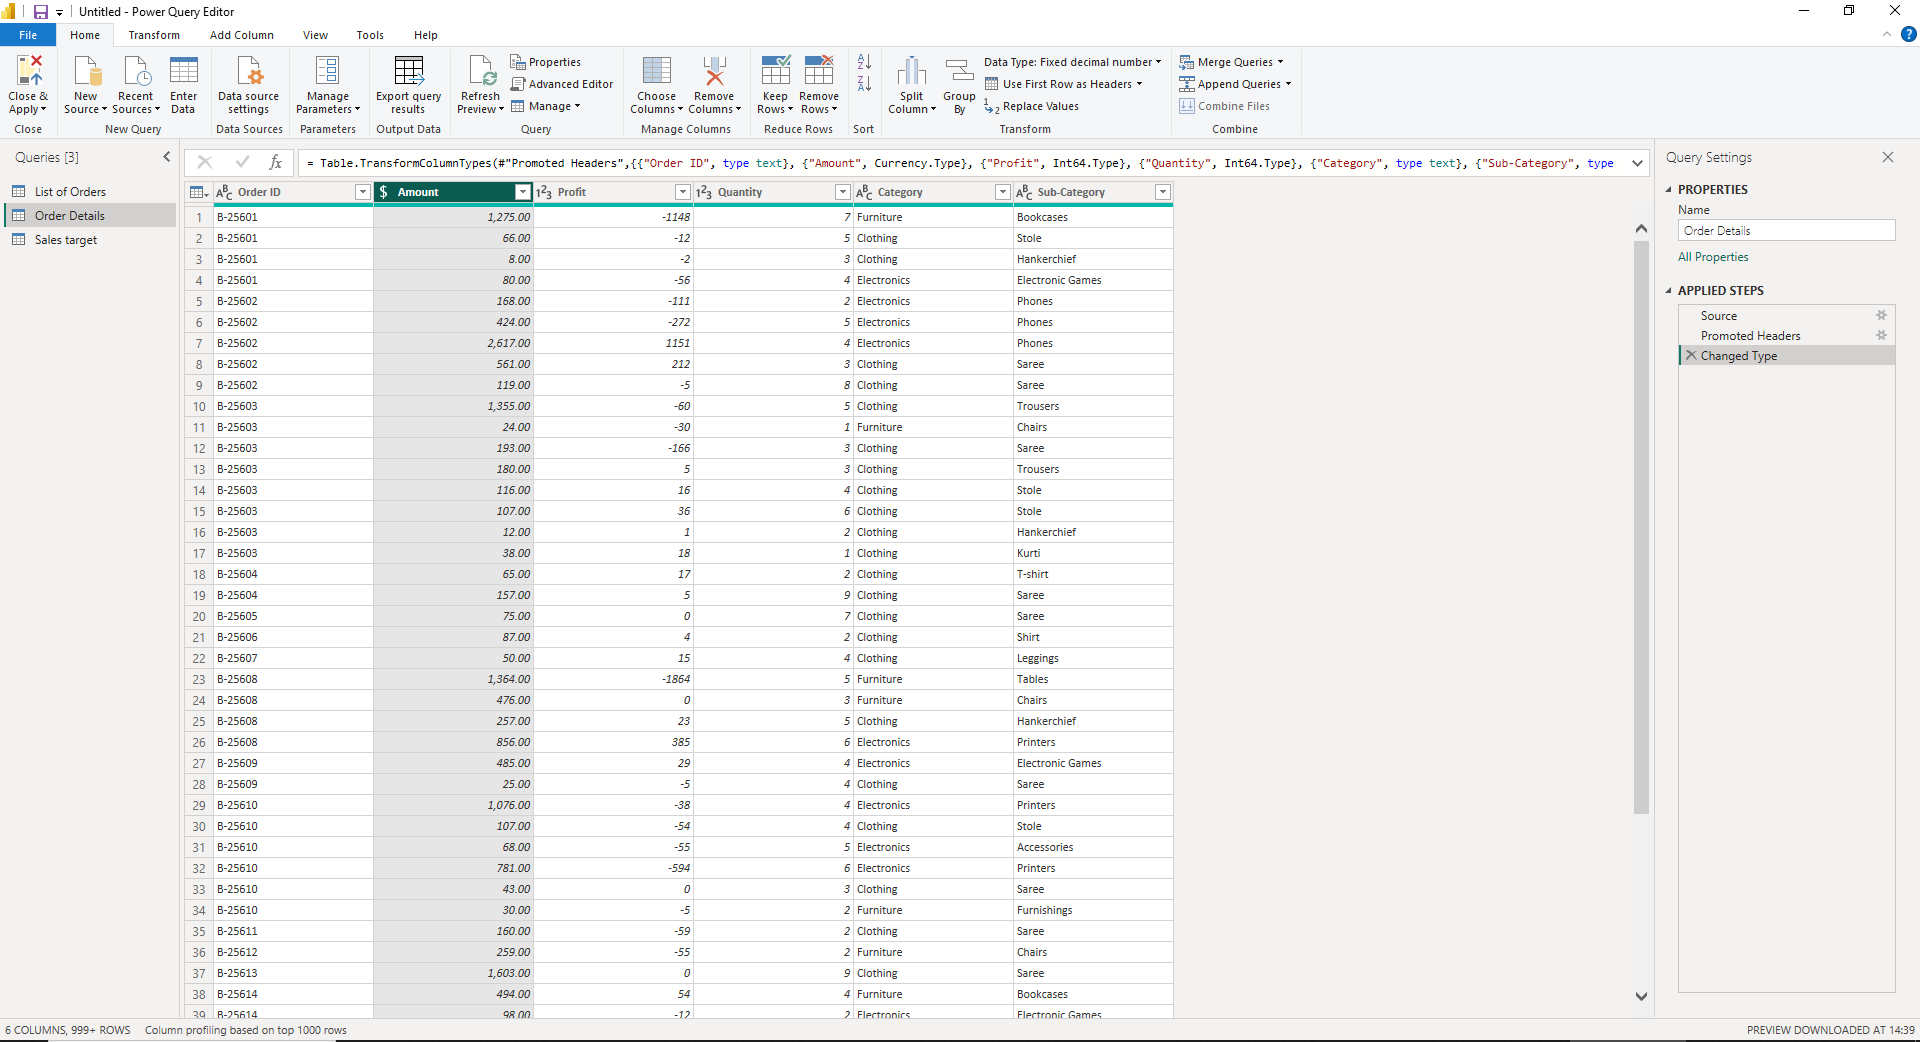 Untitled - Power Query Editor
File Home Transform Add Column View Tools Help
Close & Apply
New Source
Recent Sources
Enter Data
Data source settings
Manage Parameters
Export query results
Refresh Preview
Properties
Advanced Editor
Manage
Choose Columns
Remove Columns
Keep Rows
Remove Rows
Split Column
Group By
Data Type: Fixed decimal number
Use First Row as Headers
Replace Values
Merge Queries
Append Queries
Combine Files
Close New Query Data Sources Parameters Output Data Query Manage Columns Reduce Rows Sort Transform Combine
Queries [3]
List of Orders
Order Details
Sales target
= Table.TransformColumnTypes(#"Promoted Headers",{{"Order ID", type text}, {"Amount", Currency.Type}, {"Profit", Int64.Type}, {"Quantity", Int64.Type}, {"Category", type text}, {"Sub-Category", type
Order ID $ Amount Profit Quantity Category Sub-Category
1 B-25601 1,275.00 -1148 7 Furniture Bookcases
2 B-25601 66.00 -12 5 Clothing Stole
3 B-25601 8.00 -2 3 Clothing Hankerchief
4 B-25601 80.00 -56 4 Electronics Electronic Games
5 B-25602 168.00 -111 2 Electronics Phones
6 B-25602 424.00 -272 5 Electronics Phones
7 B-25602 2,617.00 1151 4 Electronics Phones
8 B-25602 561.00 212 3 Clothing Saree
9 B-25602 119.00 -5 8 Clothing Saree
10 B-25603 1,355.00 -60 5 Clothing Trousers
11 B-25603 24.00 -30 1 Furniture Chairs
12 B-25603 193.00 -166 3 Clothing Saree
13 B-25603 180.00 5 3 Clothing Trousers
14 B-25603 116.00 16 4 Clothing Stole
15 B-25603 107.00 36 6 Clothing Stole
16 B-25603 12.00 1 2 Clothing Hankerchief
17 B-25603 38.00 18 1 Clothing Kurti
18 B-25604 65.00 17 2 Clothing T-shirt
19 B-25604 157.00 5 9 Clothing Saree
20 B-25605 75.00 0 7 Clothing Saree
21 B-25606 87.00 4 2 Clothing Shirt
22 B-25607 50.00 15 4 Clothing Leggings
23 B-25608 1,364.00 -1864 5 Furniture Tables
24 B-25608 476.00 0 3 Furniture Chairs
25 B-25608 257.00 23 5 Clothing Hankerchief
26 B-25608 856.00 385 6 Electronics Printers
27 B-25609 485.00 29 4 Electronics Electronic Games
28 B-25609 25.00 -5 4 Clothing Saree
29 B-25610 1,076.00 -38 4 Electronics Printers
30 B-25610 107.00 -54 4 Clothing Stole
31 B-25610 68.00 -55 5 Electronics Accessories
32 B-25610 781.00 -594 6 Electronics Printers
33 B-25610 43.00 0 3 Clothing Saree
34 B-25610 30.00 -5 2 Furniture Furnishings
35 B-25611 160.00 -59 2 Clothing Saree
36 B-25612 259.00 -55 2 Furniture Chairs
37 B-25613 1,603.00 0 9 Clothing Saree
38 B-25614 494.00 54 4 Furniture Bookcases
39 B-25614 98.00 -12 2 Electronics Electronic Games
Query Settings
PROPERTIES
Name
Order Details
All Properties
APPLIED STEPS
Source
Promoted Headers
Changed Type
6 COLUMNS, 999+ ROWS Column profiling based on top 1000 rows
PREVIEW DOWNLOADED AT 14:39